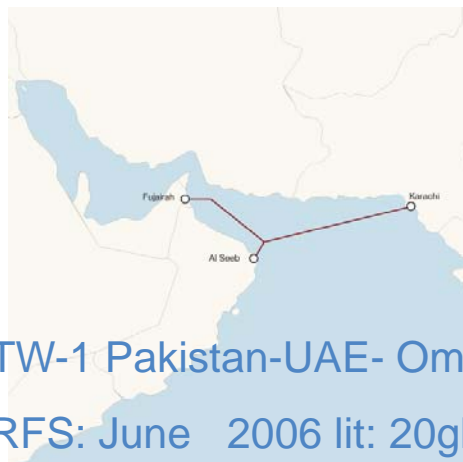 Fujairah
Karachi
Al Seeb
TW-1 Pakistan-UAE- Om
RFS: June 2006 lit: 20g